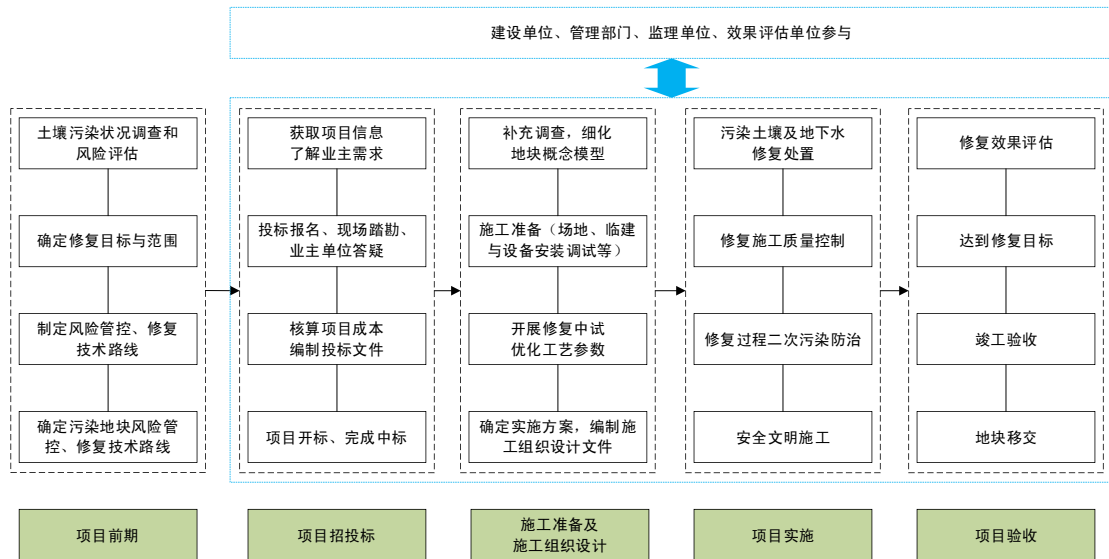 建设单位、管理部门、监理单位、效果评估单位参与
土壤污染状况调查和
风险评估
确定修复目标与范围
制定风险管控、修复
技术路线
确定污染地块风险管
控、修复技术路线
获取项目信息
了解业主需求
投标报名、现场踏勘、
业主单位答疑
核算项目成本
编制投标文件
项目开标、完成中标
补充调查，细化
地块概念模型
施工准备（场地、临建
与设备安装调试等）
开展修复中试
优化工艺参数
确定实施方案，编制施
工组织设计文件
污染土壤及地下水
修复处置
修复施工质量控制
修复过程二次污染防治
安全文明施工
修复效果评估
达到修复目标
竣工验收
地块移交
项目前期
项目招投标
施工准备及
施工组织设计
项目实施
项目验收